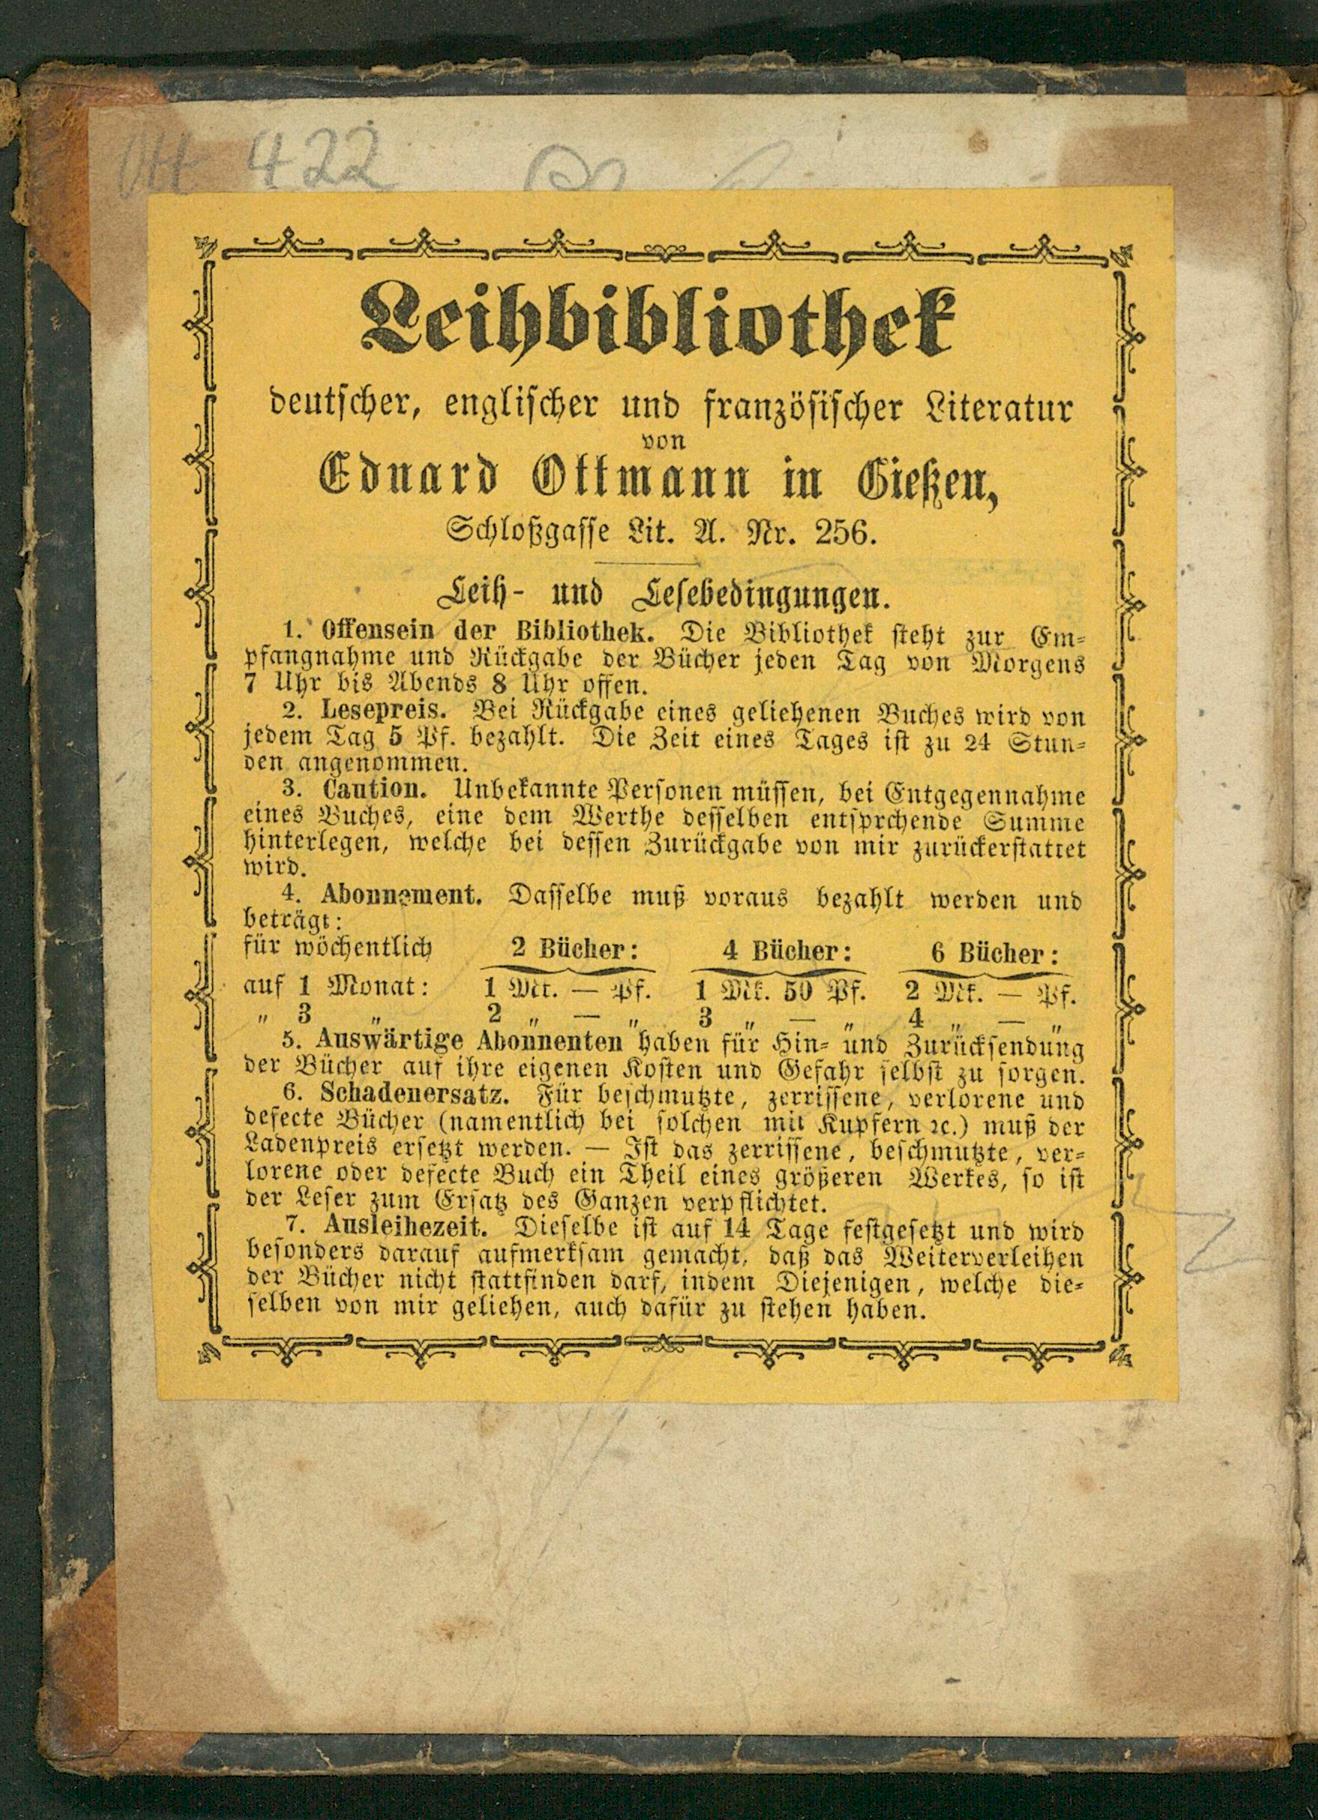 Ott 422
Leihbibliothek
deutscher, englischer und französischer Literatur
von
Eduard Ottmann in Gießen,
Schloßgasse Lit. A. Nr. 256.
Leih- und Lesebedingungen.
1. Offensein der Bibliothek. Die Bibliothek steht zur Em-
pfangnahme und Rückgabe der Bücher jeden Tag von Morgens
7 Uhr bis Abends 8 Uhr offen.
2. Lesepreis. Bei Rückgabe eines geliehenen Buches wird von
jedem Tag 5 Pf. bezahlt. Die Zeit eines Tages ist zu 24 Stun-
den angenommen.
3. Caution. Unbekannte Personen müssen, bei Entgegennahme
eines Buches, eine dem Werthe desselben entsprchende Summe
hinterlegen, welche bei dessen Zurückgabe von mir zurückerstattet
wird.
4. Abonnement. Dasselbe muß voraus bezahlt werden und
beträgt:
für wöchentlich 2 Bücher: 4 Bücher: 6 Bücher:
auf 1 Monat: 1 Mk. — Pf. 1 Mk. 50 Pf. 2 Mk. — Pf.
„ 3 „ 2 „ — „ 3 „ — „ 4 „ — „
5. Auswärtige Abonnenten haben für Hin- und Zurücksendung
der Bücher auf ihre eigenen Kosten und Gefahr selbst zu sorgen.
6. Schadenersatz. Für beschmutzte, zerrissene, verlorene und
defecte Bücher (namentlich bei solchen mit Kupfern ꝛc.) muß der
Ladenpreis ersetzt werden. — Ist das zerrissene, beschmutzte, ver-
lorene oder defecte Buch ein Theil eines größeren Werkes, so ist
der Leser zum Ersatz des Ganzen verpflichtet.
7. Ausleihezeit. Dieselbe ist auf 14 Tage festgesetzt und wird
besonders darauf aufmerksam gemacht, daß das Weiterverleihen
der Bücher nicht stattfinden darf, indem Diejenigen, welche die-
selben von mir geliehen, auch dafür zu stehen haben.